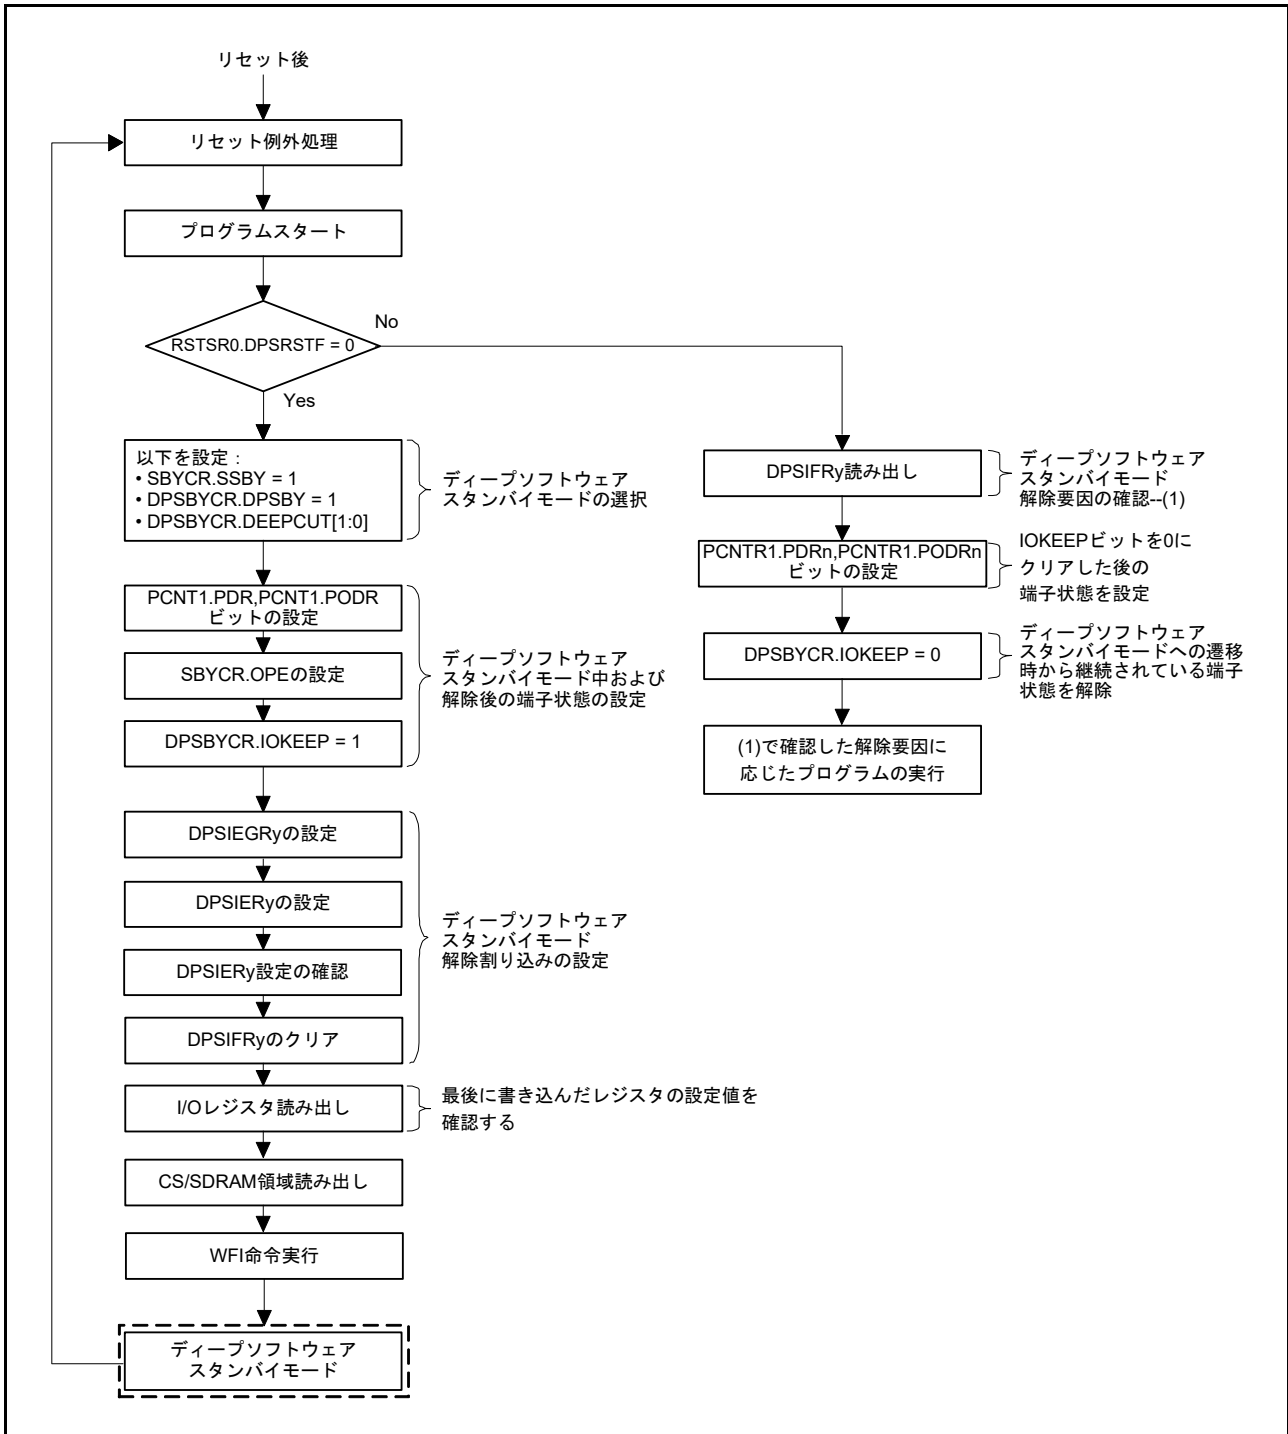 リセット後
リセット例外処理
プログラムスタート
RSTSR0.DPSRSTF = 0
No
Yes
以下を設定：
• SBYCR.SSBY = 1
• DPSBYCR.DPSBY = 1
• DPSBYCR.DEEPCUT[1:0]
ディープソフトウェア
スタンバイモードの選択
PCNT1.PDR,PCNT1.PODR
ビットの設定
SBYCR.OPEの設定
DPSBYCR.IOKEEP = 1
ディープソフトウェア
スタンバイモード中および
解除後の端子状態の設定
DPSIEGRyの設定
DPSIERyの設定
DPSIERy設定の確認
DPSIFRyのクリア
ディープソフトウェア
スタンバイモード
解除割り込みの設定
I/Oレジスタ読み出し
最後に書き込んだレジスタの設定値を
確認する
CS/SDRAM領域読み出し
WFI命令実行
ディープソフトウェア
スタンバイモード
DPSIFRy読み出し
ディープソフトウェア
スタンバイモード
解除要因の確認--(1)
PCNTR1.PDRn,PCNTR1.PODRn
ビットの設定
IOKEEPビットを0に
クリアした後の
端子状態を設定
DPSBYCR.IOKEEP = 0
ディープソフトウェア
スタンバイモードへの遷移
時から継続されている端子
状態を解除
(1)で確認した解除要因に
応じたプログラムの実行